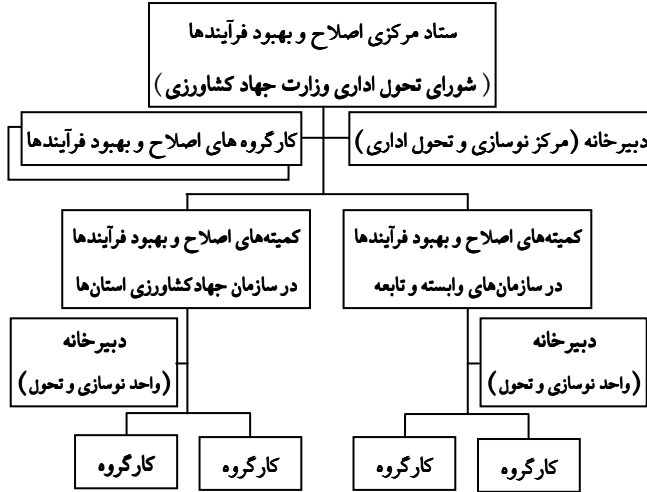 ستاد مرکزی اصلاح و بهبود فرآیندها
( شورای تحول اداری وزارت جهاد کشاورزی )
دبیرخانه (مرکز نوسازی و تحول اداری)
کارگروه های اصلاح و بهبود فرآیندها
کمیته‌های اصلاح و بهبود فرآیندها
در سازمان‌های وابسته و تابعه
کمیته‌های اصلاح و بهبود فرآیندها
در سازمان جهادکشاورزی استان‌ها
دبیرخانه
(واحد نوسازی و تحول)
دبیرخانه
(واحد نوسازی و تحول)
کارگروه
کارگروه
کارگروه
کارگروه